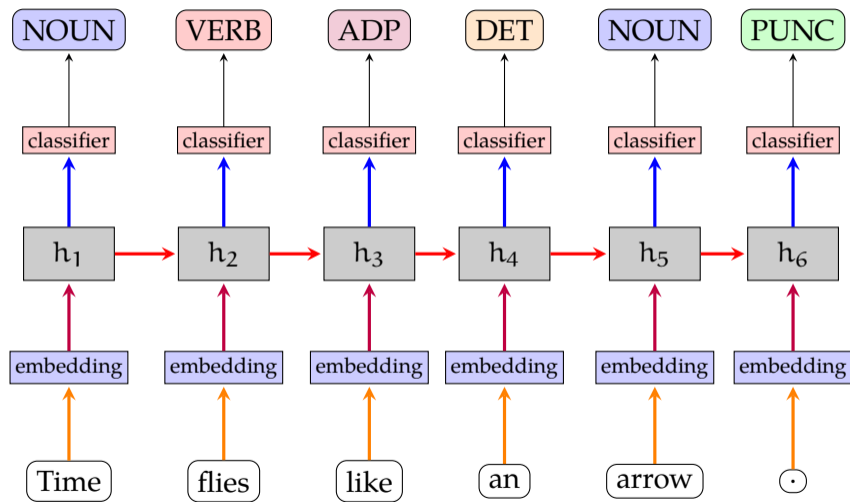 NOUN VERB ADP DET NOUN PUNC
classifier classifier classifier classifier classifier classifier
h₁ h₂ h₃ h₄ h₅ h₆
embedding embedding embedding embedding embedding embedding
Time flies like an arrow ·